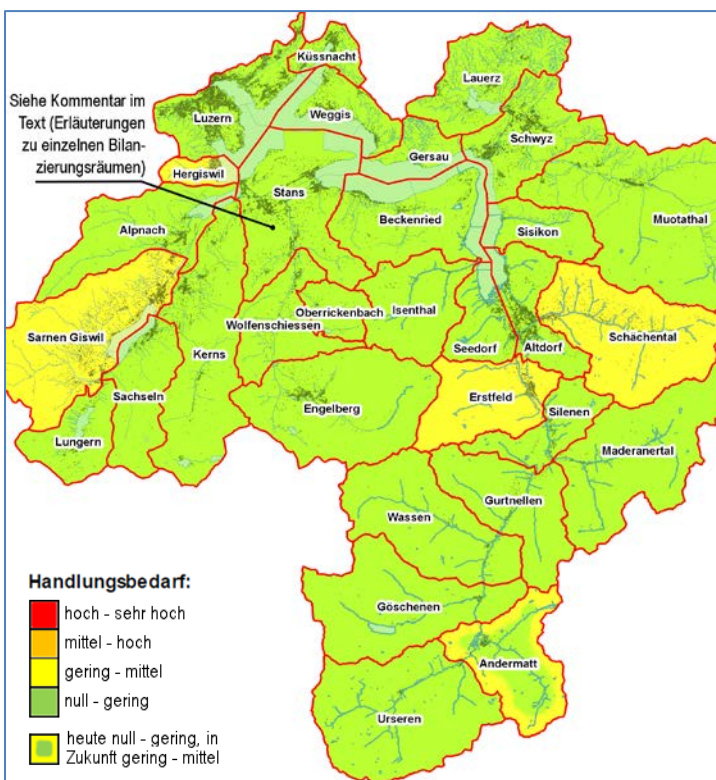 Küssnacht
Lauerz
Siehe Kommentar im
Text (Erläuterungen
zu einzelnen Bilan-
zierungsräumen)
Luzern
Weggis
Schwyz
Gersau
Hergiswil
Stans
Beckenried
Muotathal
Alpnach
Sisikon
Oberrickenbach
Isenthal
Wolfenschiessen
Sarnen Giswil
Schächental
Kerns
Seedorf
Altdorf
Sachseln
Erstfeld
Engelberg
Silenen
Lungern
Maderanertal
Gurtnellen
Wassen
Handlungsbedarf:
hoch - sehr hoch
mittel - hoch
gering - mittel
null - gering
heute null - gering, in
Zukunft gering - mittel
Göschenen
Andermatt
Urseren